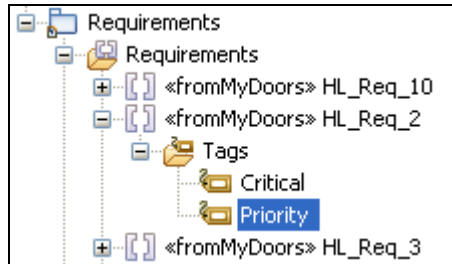 Requirements
Requirements
«fromMyDoors» HL_Req_10
«fromMyDoors» HL_Req_2
Tags
Critical
Priority
«fromMyDoors» HL_Req_3